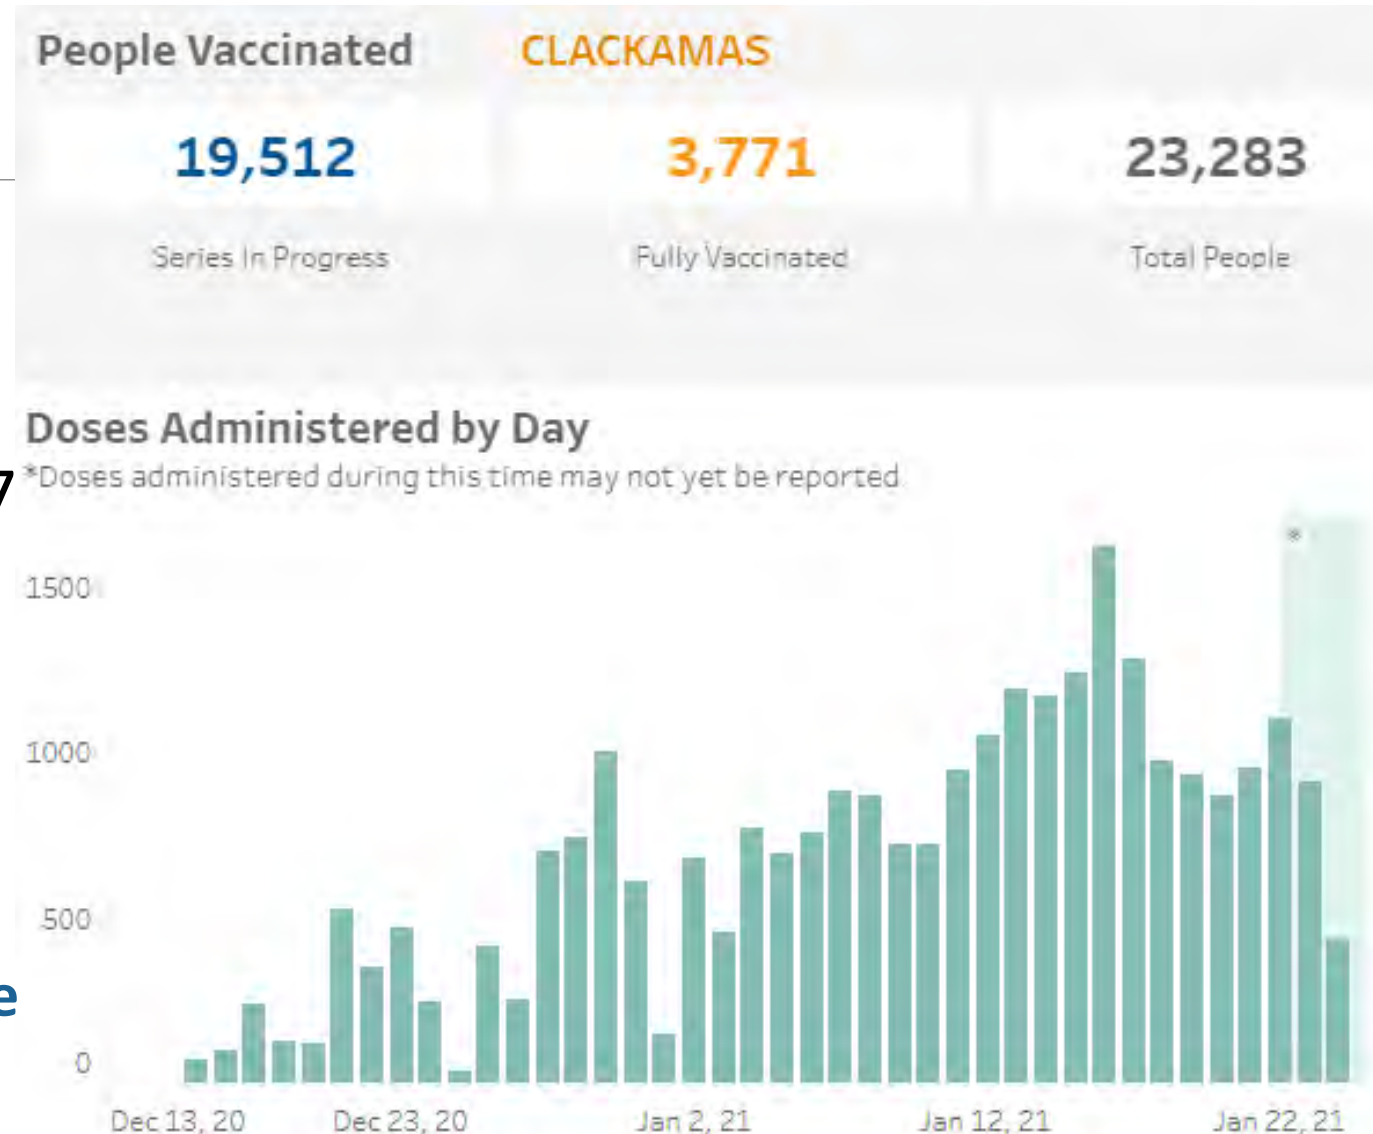 People Vaccinated CLACKAMAS
19,512 3,771 23,283
Series In Progress Fully Vaccinated Total People
Doses Administered by Day
7 *Doses administered during this time may not yet be reported
*
1500
1000
500
e
0
Dec 13, 20 Dec 23, 20 Jan 2, 21 Jan 12, 21 Jan 22, 21